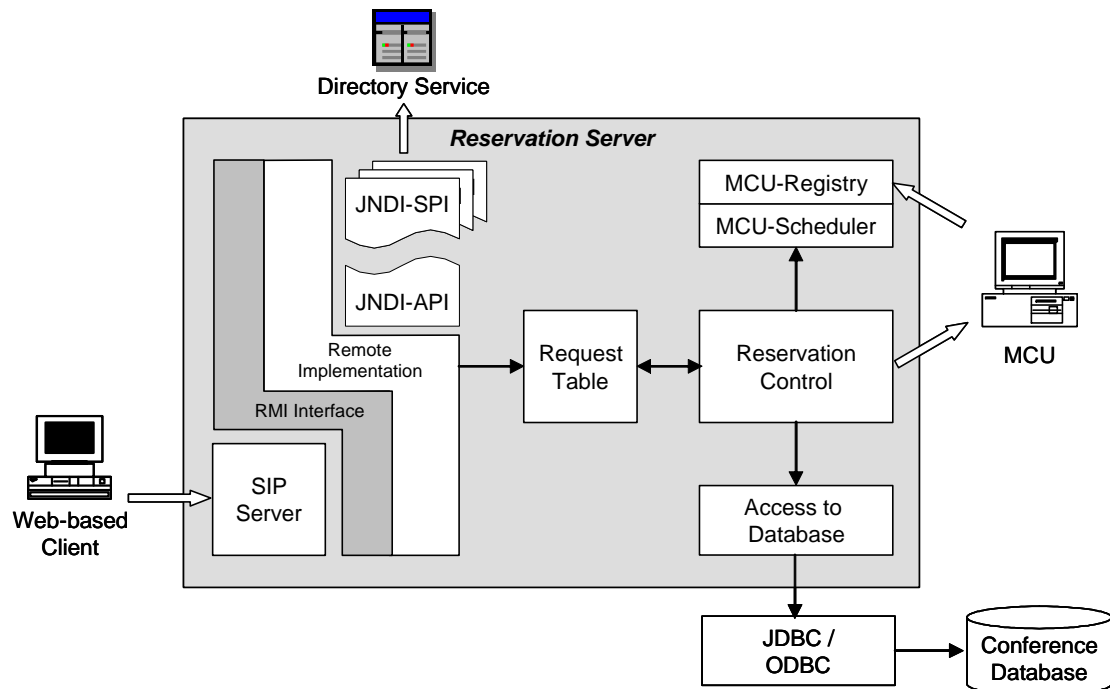 Directory Service
Reservation Server
JNDI-SPI
JNDI-API
MCU-Registry
MCU-Scheduler
MCU
Remote
Implementation
Request
Table
Reservation
Control
RMI Interface
SIP
Server
Web-based
Client
Access to
Database
JDBC /
ODBC
Conference
Database